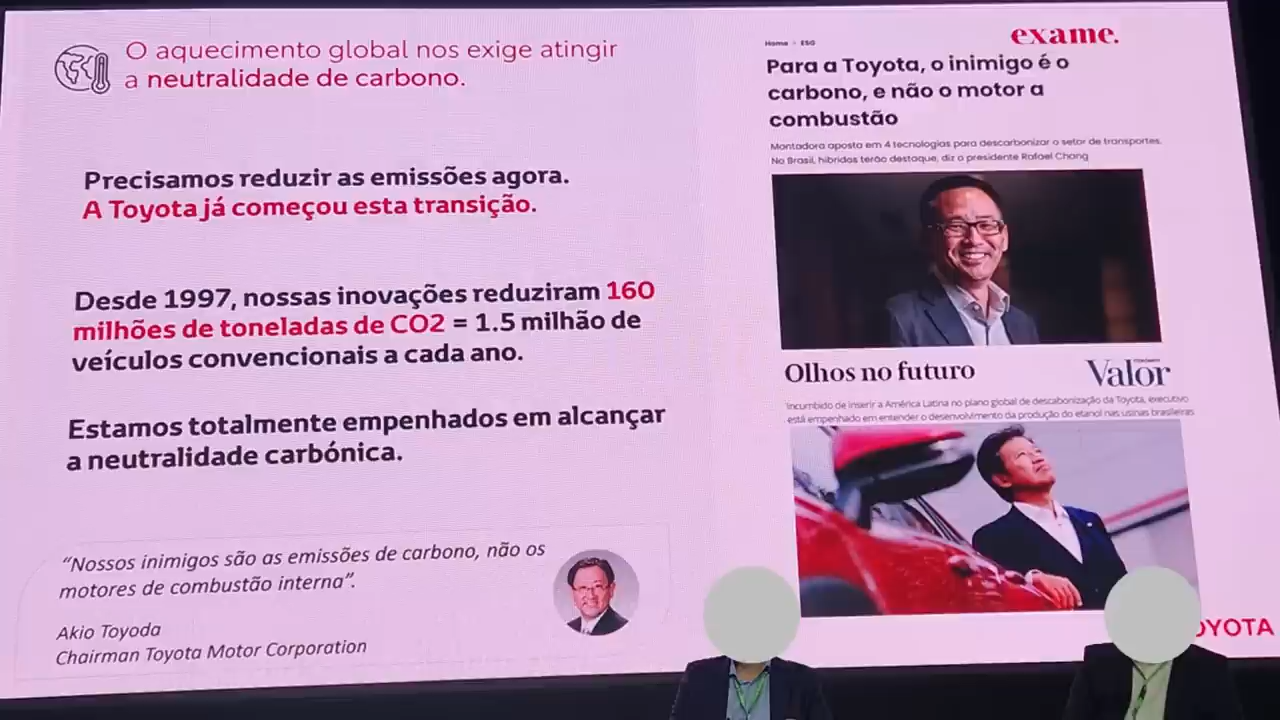 O aquecimento global nos exige atingir
a neutralidade de carbono.
Precisamos reduzir as emissões agora.
A Toyota já começou esta transição.
Desde 1997, nossas inovações reduziram 160
milhões de toneladas de CO2 = 1.5 milhão de
veículos convencionais a cada ano.
Estamos totalmente empenhados em alcançar
a neutralidade carbónica.
“Nossos inimigos são as emissões de carbono, não os
motores de combustão interna”.
Akio Toyoda
Chairman Toyota Motor Corporation
exame.
Home ESG
Para a Toyota, o inimigo é o
carbono, e não o motor a
combustão
Montadora aposta em 4 tecnologias para descarbonizar o setor de transportes.
No Brasil, híbridos terão destaque, diz o presidente Rafael Chang
Olhos no futuro
Valor
Incumbido de inserir a América Latina no plano global de descabonização da Toyota, executivo
está empenhado em entender o desenvolvimento da produção do etanol nas usinas brasileiras
OYOTA